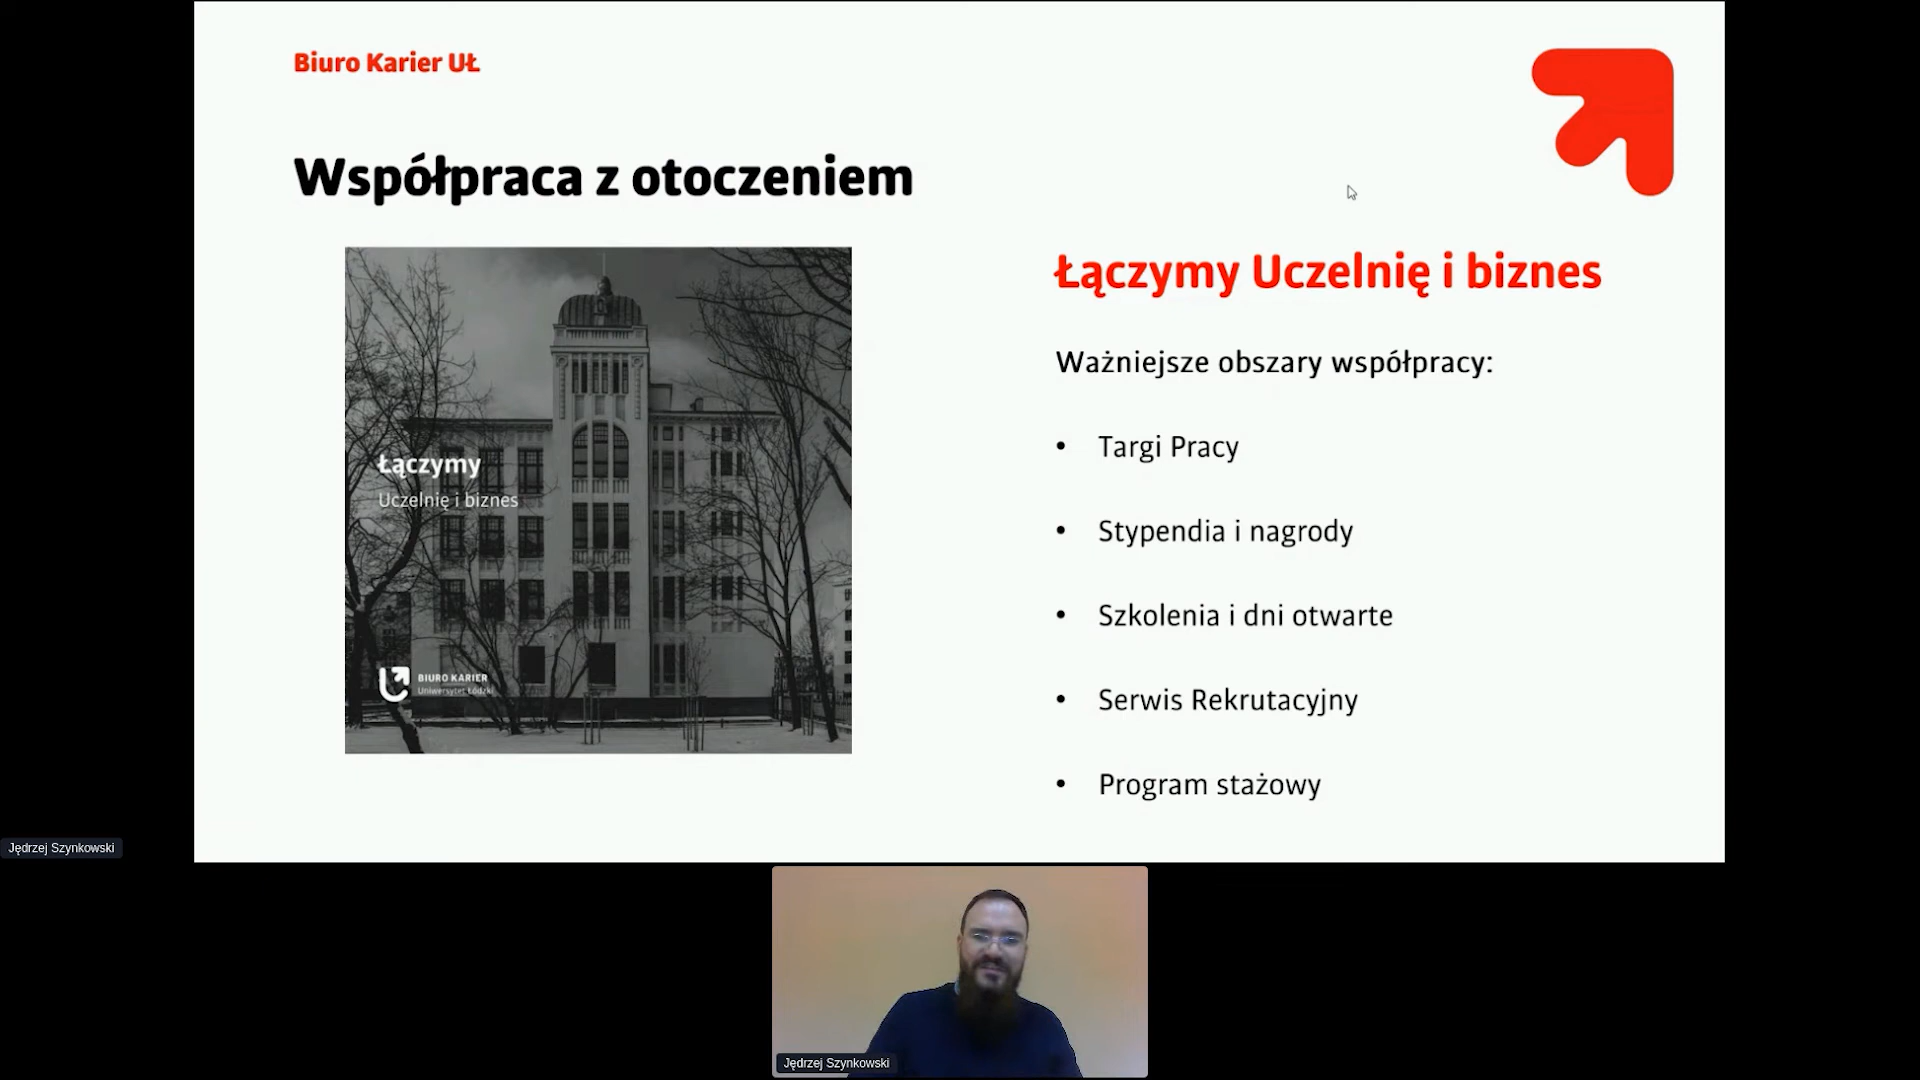 Biuro Karier UŁ
Współpraca z otoczeniem
Łączymy
Uczelnię i biznes
BIURO KARIER
Uniwersytet Łódzki
Łączymy Uczelnię i biznes
Ważniejsze obszary współpracy:
• Targi Pracy
• Stypendia i nagrody
• Szkolenia i dni otwarte
• Serwis Rekrutacyjny
• Program stażowy
Jędrzej Szynkowski
Jędrzej Szynkowski